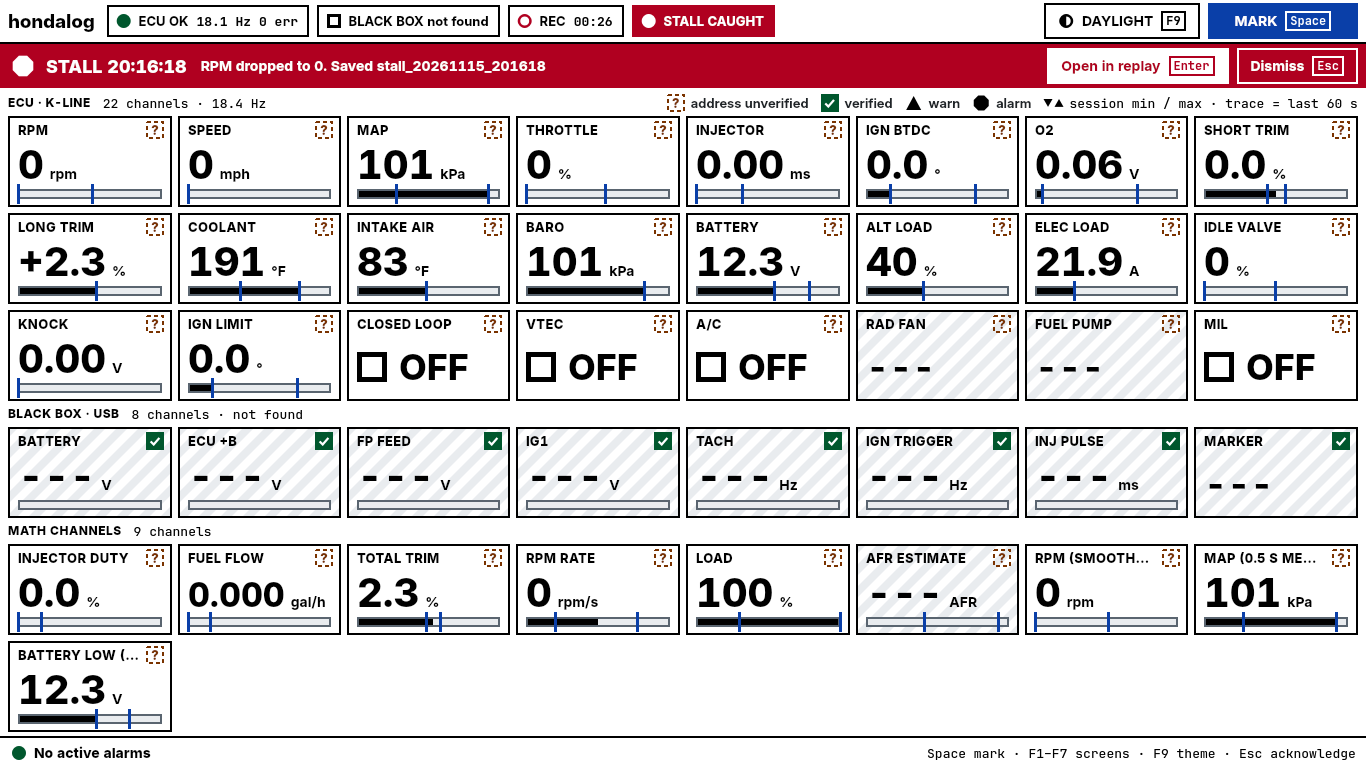 hondalog ECU OK 18.1 Hz 0 err BLACK BOX not found REC 00:26 STALL CAUGHT DAYLIGHT F9 MARK Space
STALL 20:16:18 RPM dropped to 0. Saved stall_20261115_201618 Open in replay Enter Dismiss Esc
ECU · K-LINE 22 channels · 18.4 Hz ? address unverified verified warn alarm ▼▲ session min / max · trace = last 60 s
RPM ? SPEED ? MAP ? THROTTLE ? INJECTOR ? IGN BTDC ? O2 ? SHORT TRIM ?
0 rpm 0 mph 101 kPa 0 % 0.00 ms 0.0 ° 0.06 V 0.0 %
LONG TRIM ? COOLANT ? INTAKE AIR ? BARO ? BATTERY ? ALT LOAD ? ELEC LOAD ? IDLE VALVE ?
+2.3 % 191 °F 83 °F 101 kPa 12.3 V 40 % 21.9 A 0 %
KNOCK ? IGN LIMIT ? CLOSED LOOP ? VTEC ? A/C ? RAD FAN ? FUEL PUMP ? MIL ?
0.00 V 0.0 ° OFF OFF OFF --- --- OFF
BLACK BOX · USB 8 channels · not found
BATTERY ECU +B FP FEED IG1 TACH IGN TRIGGER INJ PULSE MARKER
--- V --- V --- V --- V --- Hz --- Hz --- ms ---
MATH CHANNELS 9 channels
INJECTOR DUTY ? FUEL FLOW ? TOTAL TRIM ? RPM RATE ? LOAD ? AFR ESTIMATE ? RPM (SMOOTH... ? MAP (0.5 S ME... ?
0.0 % 0.000 gal/h 2.3 % 0 rpm/s 100 % --- AFR 0 rpm 101 kPa
BATTERY LOW (... ?
12.3 V
No active alarms Space mark · F1–F7 screens · F9 theme · Esc acknowledge